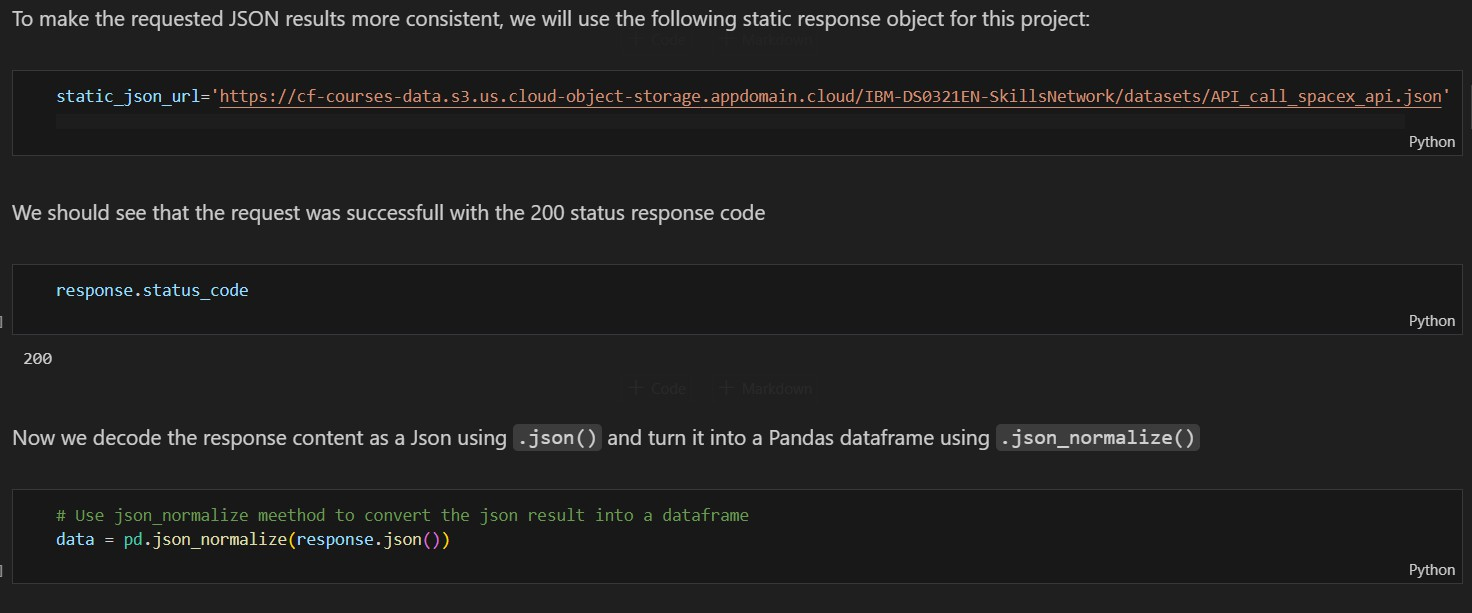 To make the requested JSON results more consistent, we will use the following static response object for this project:
static_json_url='https://cf-courses-data.s3.us.cloud-object-storage.appdomain.cloud/IBM-DS0321EN-SkillsNetwork/datasets/API_call_spacex_api.json'
Python
We should see that the request was successfull with the 200 status response code
response.status_code
Python
200
+ Code + Markdown
Now we decode the response content as a Json using .json() and turn it into a Pandas dataframe using .json_normalize()
# Use json_normalize meethod to convert the json result into a dataframe
data = pd.json_normalize(response.json())
Python